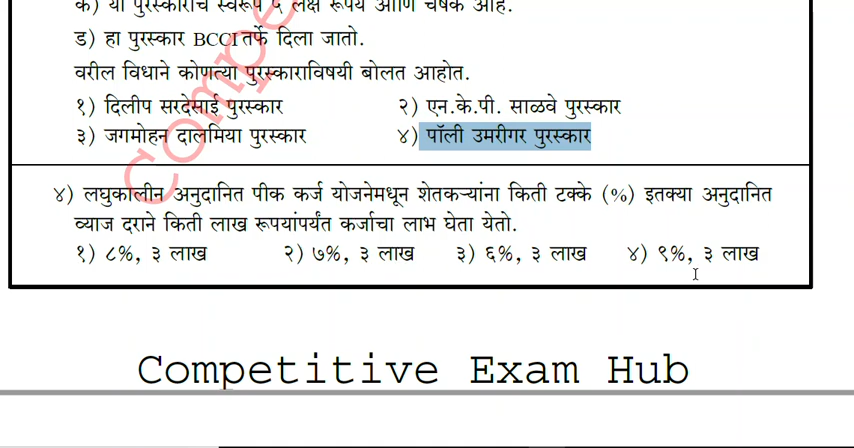 क) या पुरस्काराचे स्वरूप ५ लक्ष रूपये आणि चषक आहे.
ड) हा पुरस्कार BCCI तर्फे दिला जातो.
वरील विधाने कोणत्या पुरस्काराविषयी बोलत आहोत.
१) दिलीप सरदेसाई पुरस्कार २) एन.के.पी. साळवे पुरस्कार
३) जगमोहन दालमिया पुरस्कार ४) पॉली उमरीगर पुरस्कार
४) लघुकालीन अनुदानित पीक कर्ज योजनेमधून शेतकऱ्यांना किती टक्के (%) इतक्या अनुदानित
व्याज दराने किती लाख रूपयांपर्यंत कर्जाचा लाभ घेता येतो.
१) ८%, ३ लाख २) ७%, ३ लाख ३) ६%, ३ लाख ४) ९%, ३ लाख
Compe
Competitive Exam Hub